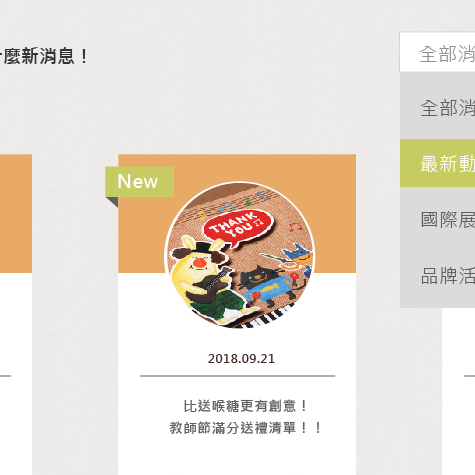 麼新消息！
全部消
全部消
最新動
國際展
品牌活
New
THANK
YOU
2018.09.21
比送喉糖更有創意！
教師節滿分送禮清單！！